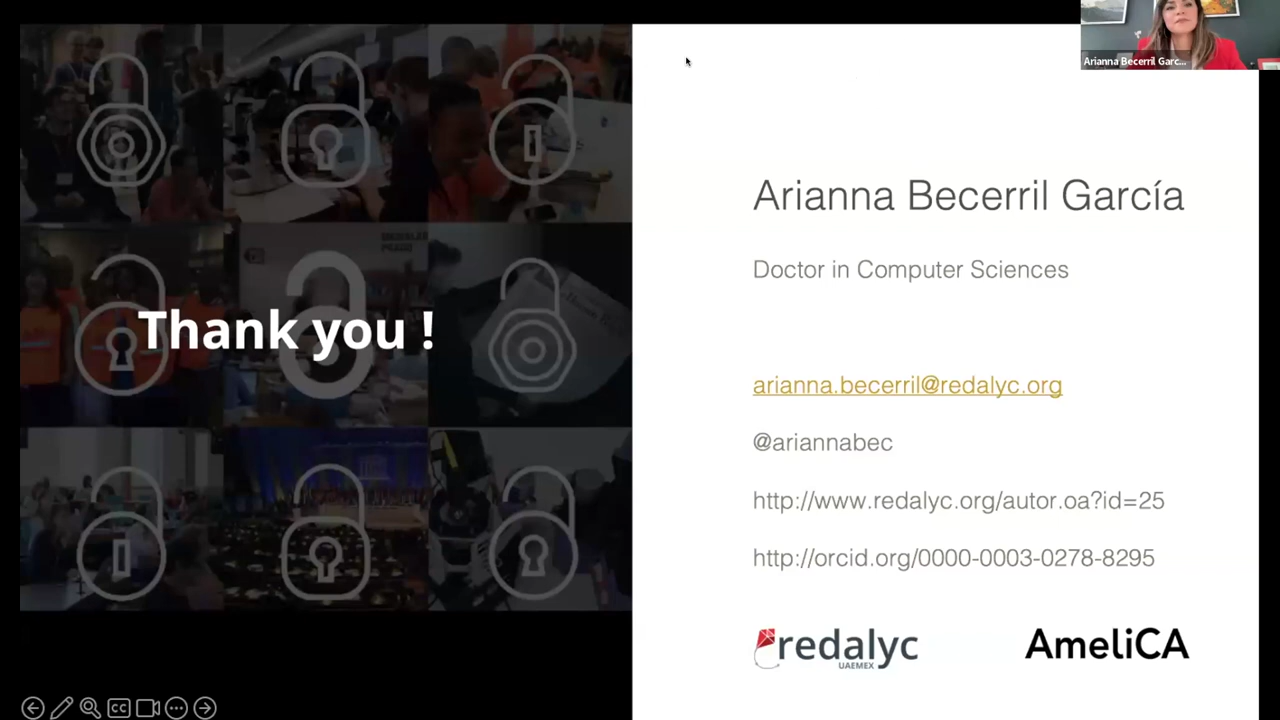 Arianna Becerril Garc...
Thank you !
Arianna Becerril García
Doctor in Computer Sciences
arianna.becerril@redalyc.org
@ariannabec
http://www.redalyc.org/autor.oa?id=25
http://orcid.org/0000-0003-0278-8295
redalyc
UAEMEX
AmeliCA
CC